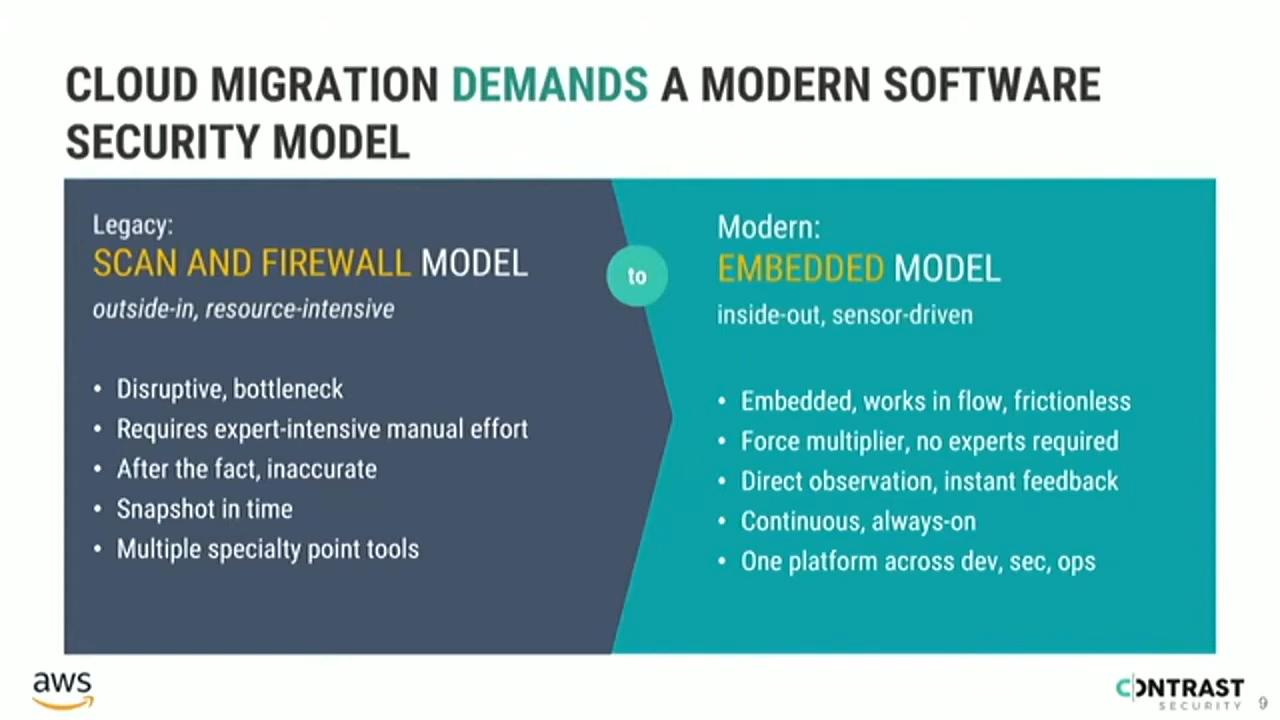 CLOUD MIGRATION DEMANDS A MODERN SOFTWARE
SECURITY MODEL
Legacy:
SCAN AND FIREWALL MODEL
outside-in, resource-intensive
• Disruptive, bottleneck
• Requires expert-intensive manual effort
• After the fact, inaccurate
• Snapshot in time
• Multiple specialty point tools
to
Modern:
EMBEDDED MODEL
inside-out, sensor-driven
• Embedded, works in flow, frictionless
• Force multiplier, no experts required
• Direct observation, instant feedback
• Continuous, always-on
• One platform across dev, sec, ops
aws
CONTRAST
SECURITY
9